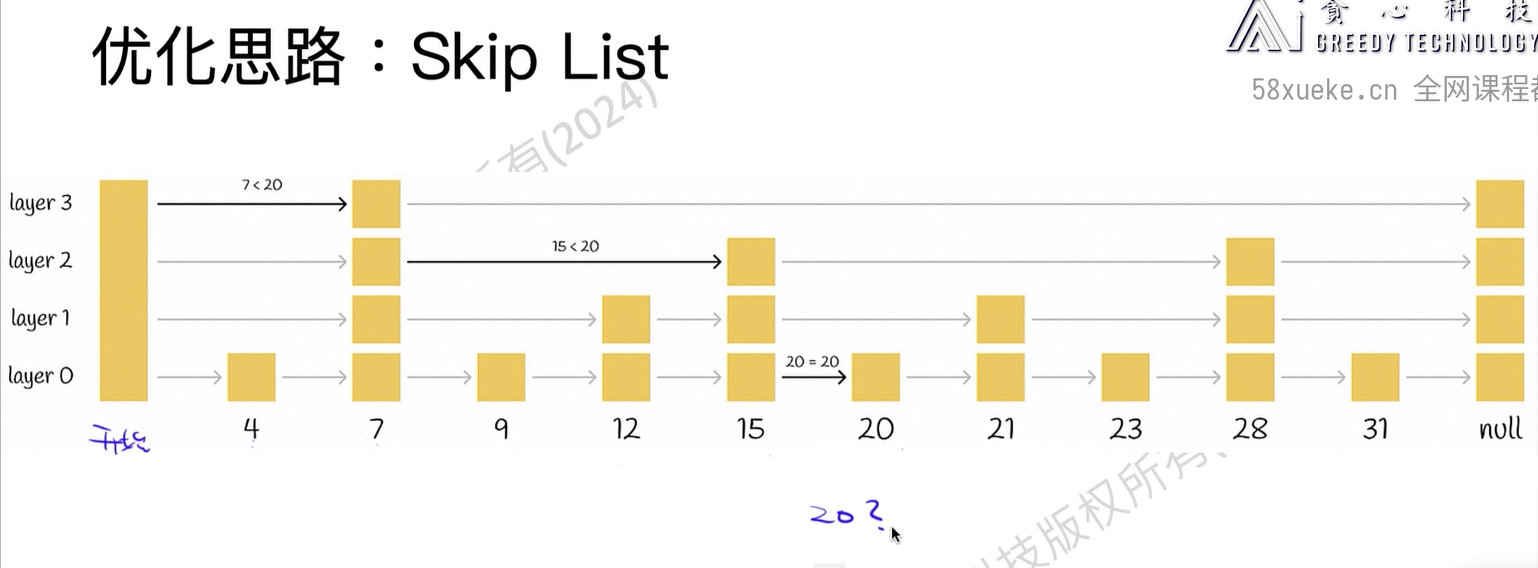 优化思路：Skip List
貪心科技
GREEDY TECHNOLOGY
58xueke.cn 全网课程
有(2024)
layer 3
7 < 20
layer 2
15 < 20
layer 1
layer 0
20 = 20
开始
4 7 9 12 15 20 21 23 28 31 null
20?
科技版权所有